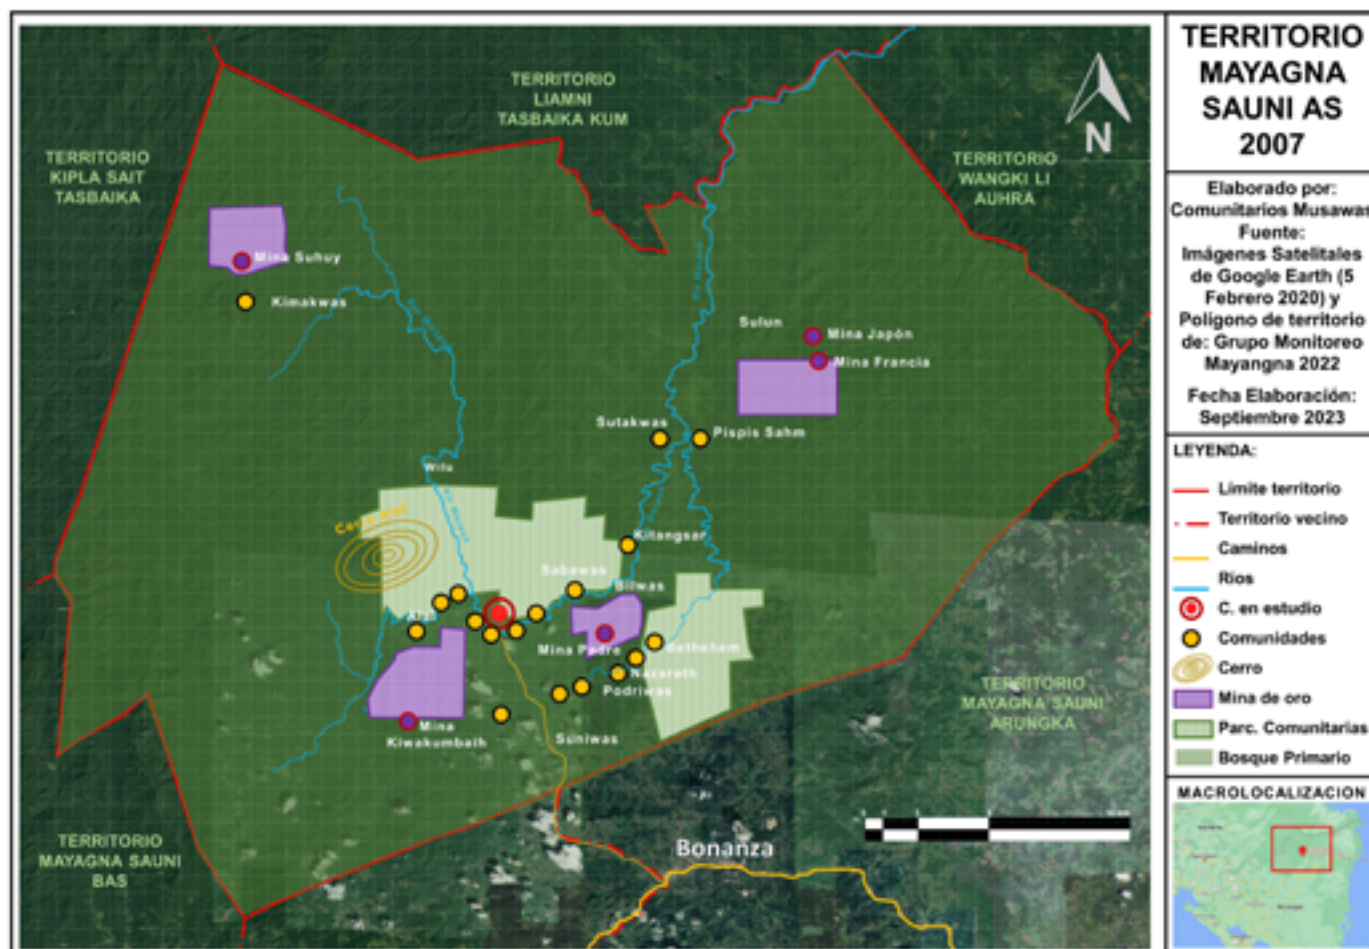 TERRITORIO
MAYAGNA
SAUNI AS
2007
Elaborado por:
Comunitarios Musawas
Fuente:
Imágenes Satelitales
de Google Earth (5
Febrero 2020) y
Polígono de territorio
de: Grupo Monitoreo
Mayangna 2022
Fecha Elaboración:
Septiembre 2023
LEYENDA:
Límite territorio
Territorio vecino
Caminos
Ríos
C. en estudio
Comunidades
Cerro
Mina de oro
Parc. Comunitarias
Bosque Primario
MACROLOCALIZACION
N
TERRITORIO
LIAMNI
TASBAIKA KUM
TERRITORIO
KIPLA SAIT
TASBAIKA
TERRITORIO
WANGKI LI
AUHRA
Mina Suhuy
Kimakwas
Sulun
Mina Japón
Mina Francia
Sutakwas
Pispis Sahm
Wilu
Kitangsar
Sabawas
Bilwas
Mina Padre
Bethehem
Nazareth
Podriwas
Mina
Kiwakumbaih
Suniwas
TERRITORIO
MAYAGNA SAUNI
ARUNGKA
TERRITORIO
MAYAGNA SAUNI
BAS
Bonanza